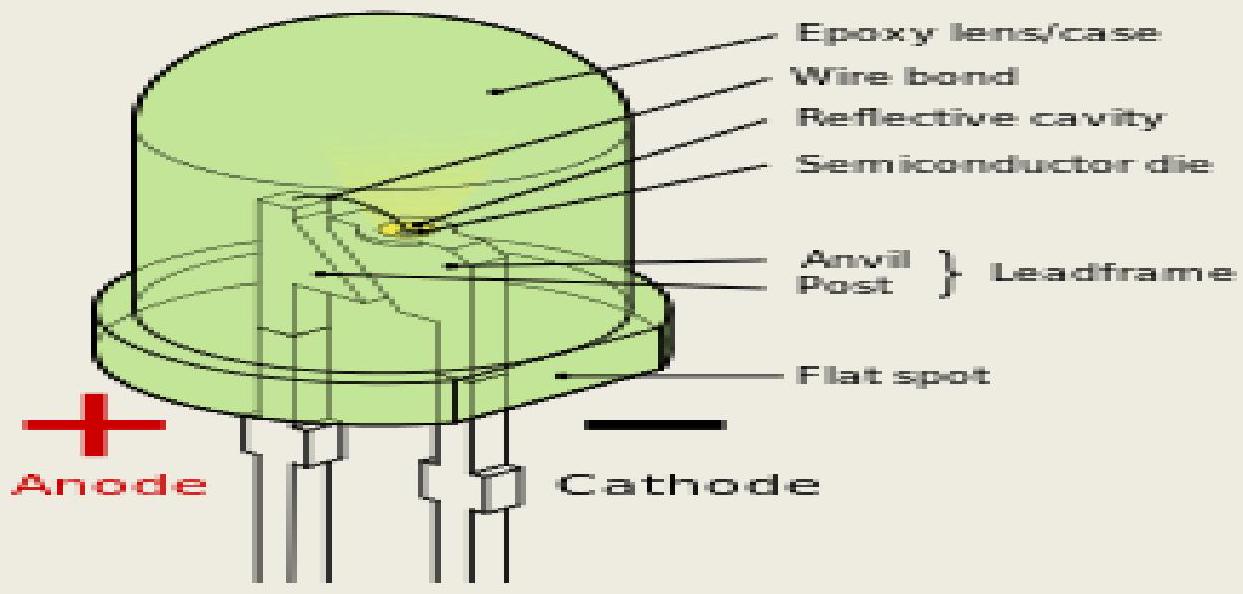 Epoxy lens/case
Wire bond
Reflective cavity
Semiconductor die
Anvil
Post
} Leadframe
Flat spot
+
Anode
−
Cathode